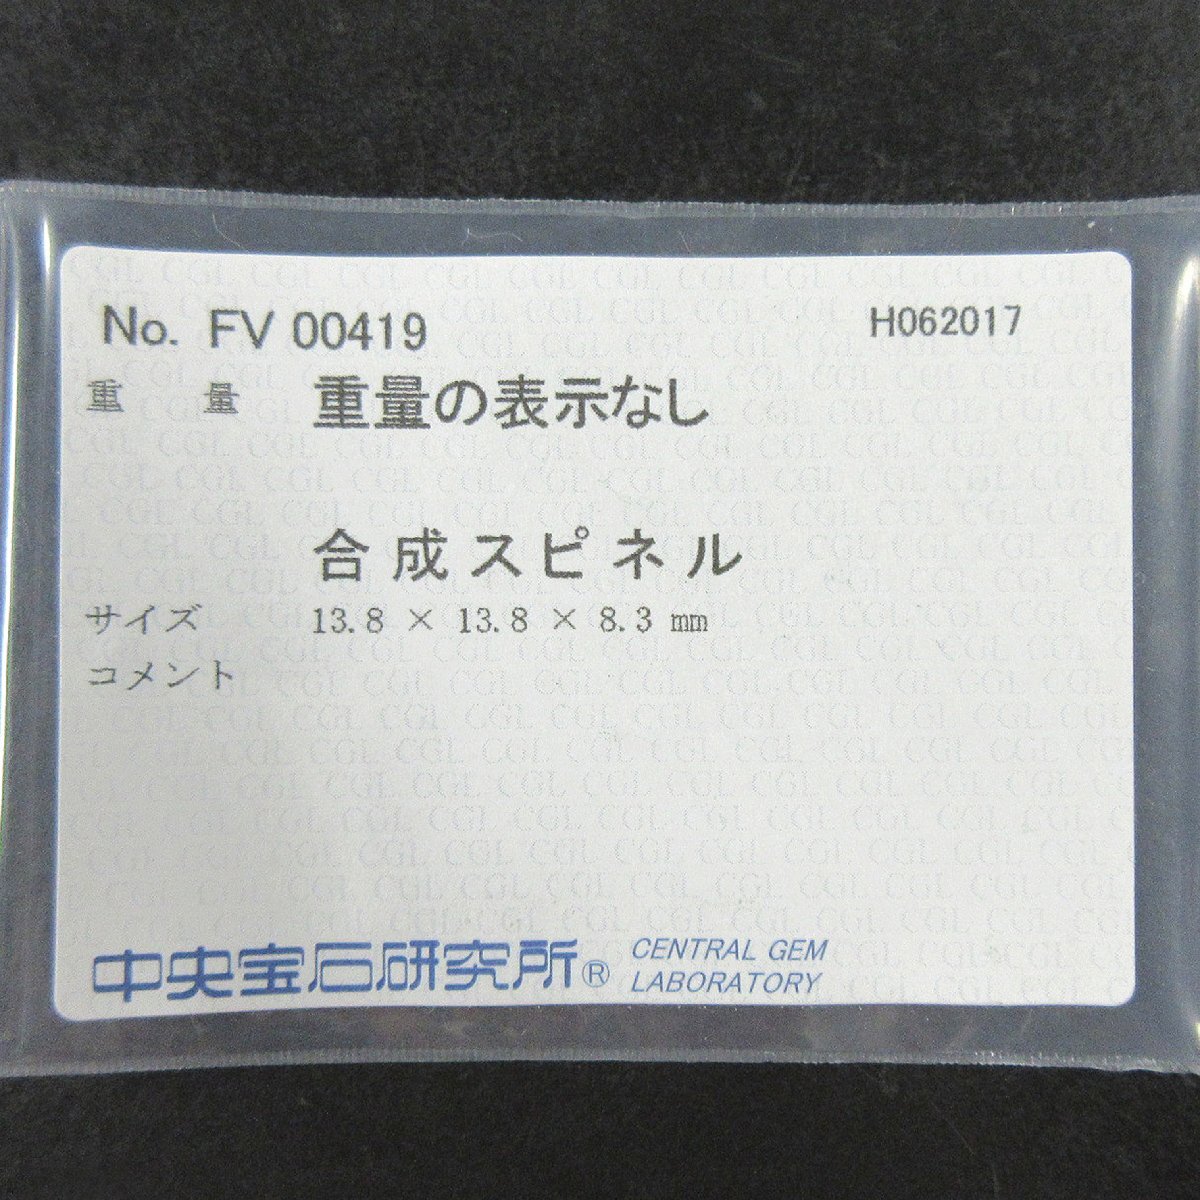 No. FV 00419 H062017
重量 重量の表示なし
合成スピネル
サイズ 13.8 × 13.8 × 8.3 mm
コメント
中央宝石研究所® CENTRAL GEM
LABORATORY